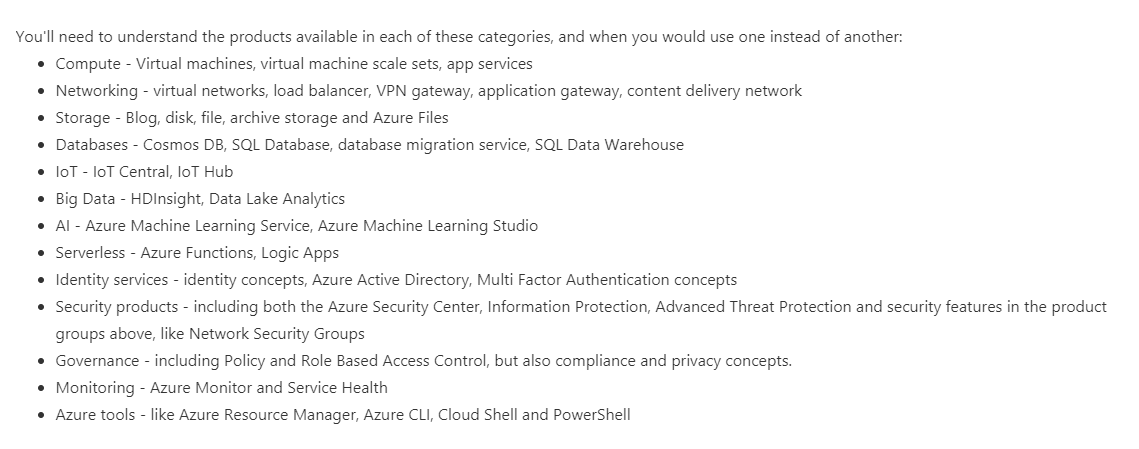 You'll need to understand the products available in each of these categories, and when you would use one instead of another:
• Compute - Virtual machines, virtual machine scale sets, app services
• Networking - virtual networks, load balancer, VPN gateway, application gateway, content delivery network
• Storage - Blog, disk, file, archive storage and Azure Files
• Databases - Cosmos DB, SQL Database, database migration service, SQL Data Warehouse
• IoT - IoT Central, IoT Hub
• Big Data - HDInsight, Data Lake Analytics
• AI - Azure Machine Learning Service, Azure Machine Learning Studio
• Serverless - Azure Functions, Logic Apps
• Identity services - identity concepts, Azure Active Directory, Multi Factor Authentication concepts
• Security products - including both the Azure Security Center, Information Protection, Advanced Threat Protection and security features in the product
groups above, like Network Security Groups
• Governance - including Policy and Role Based Access Control, but also compliance and privacy concepts.
• Monitoring - Azure Monitor and Service Health
• Azure tools - like Azure Resource Manager, Azure CLI, Cloud Shell and PowerShell